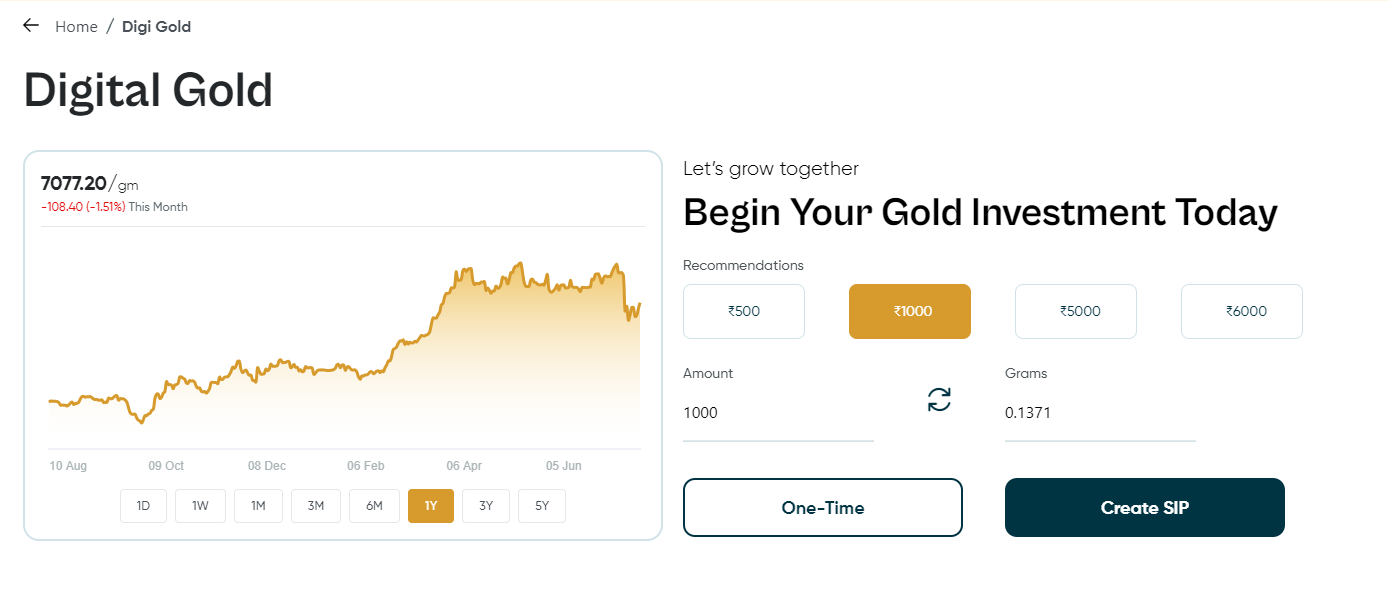 Home / Digi Gold
Digital Gold
7077.20/gm
-108.40 (-1.51%) This Month
10 Aug 09 Oct 08 Dec 06 Feb 06 Apr 05 Jun
1D 1W 1M 3M 6M 1Y 3Y 5Y
Let's grow together
Begin Your Gold Investment Today
Recommendations
₹500 ₹1000 ₹5000 ₹6000
Amount Grams
1000 0.1371
One-Time Create SIP